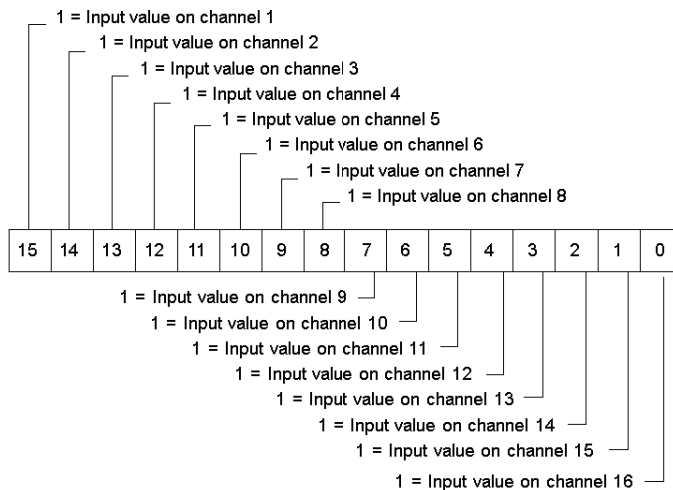 1 = Input value on channel 1
1 = Input value on channel 2
1 = Input value on channel 3
1 = Input value on channel 4
1 = Input value on channel 5
1 = Input value on channel 6
1 = Input value on channel 7
1 = Input value on channel 8
15 14 13 12 11 10 9 8 7 6 5 4 3 2 1 0
1 = Input value on channel 9
1 = Input value on channel 10
1 = Input value on channel 11
1 = Input value on channel 12
1 = Input value on channel 13
1 = Input value on channel 14
1 = Input value on channel 15
1 = Input value on channel 16